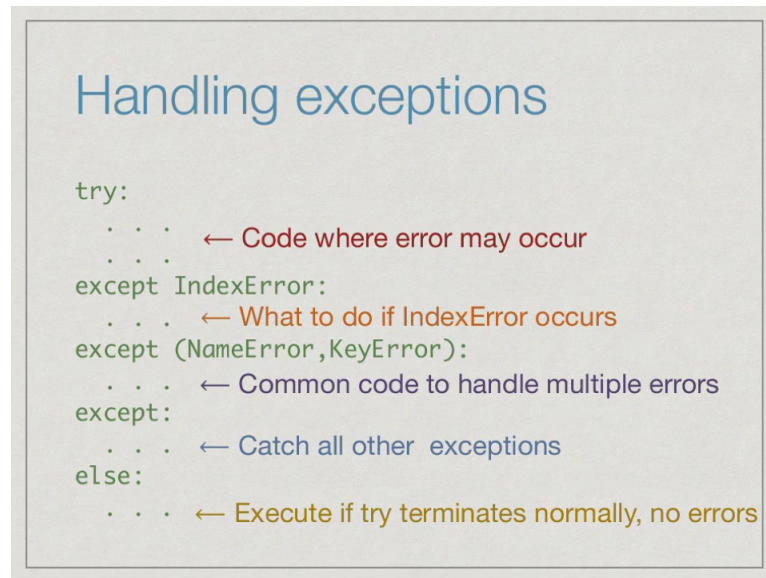 Handling exceptions
try:
. . .
. . . ← Code where error may occur
except IndexError:
. . . ← What to do if IndexError occurs
except (NameError,KeyError):
. . . ← Common code to handle multiple errors
except:
. . . ← Catch all other exceptions
else:
. . . ← Execute if try terminates normally, no errors